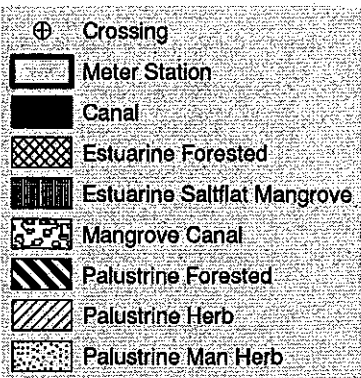 Crossing
Meter Station
Canal
Estuarine Forested
Estuarine Saltflat Mangrove
Mangrove Canal
Palustrine Forested
Palustrine Herb
Palustrine Man Herb